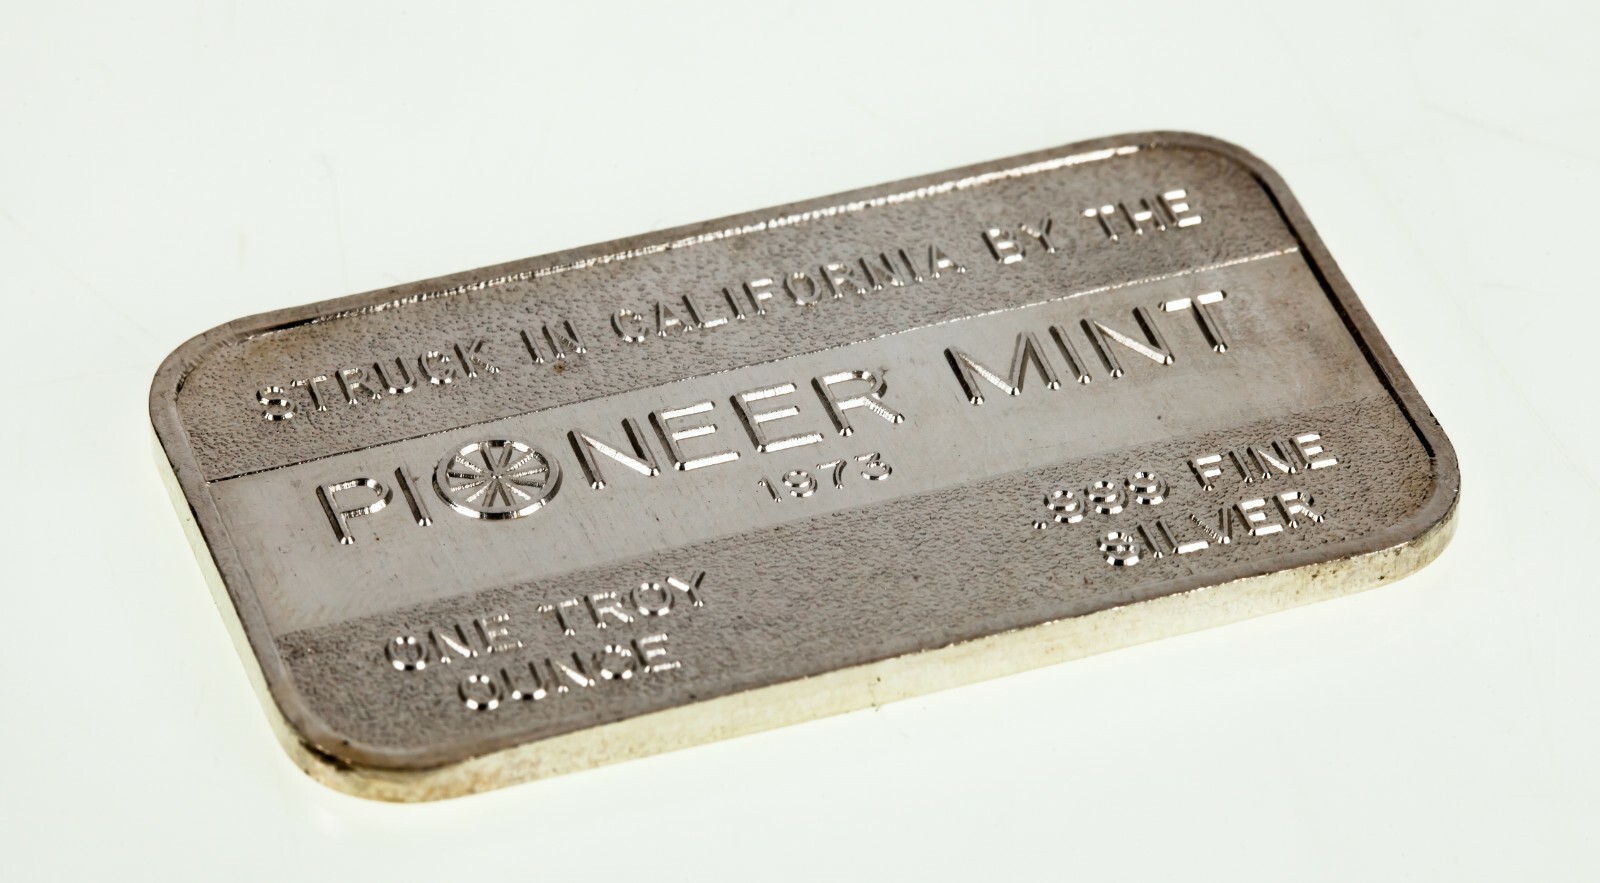 STRUCK IN CALIFORNIA BY THE
PIONEER MINT
1973
ONE TROY
OUNCE
.999 FINE
SILVER